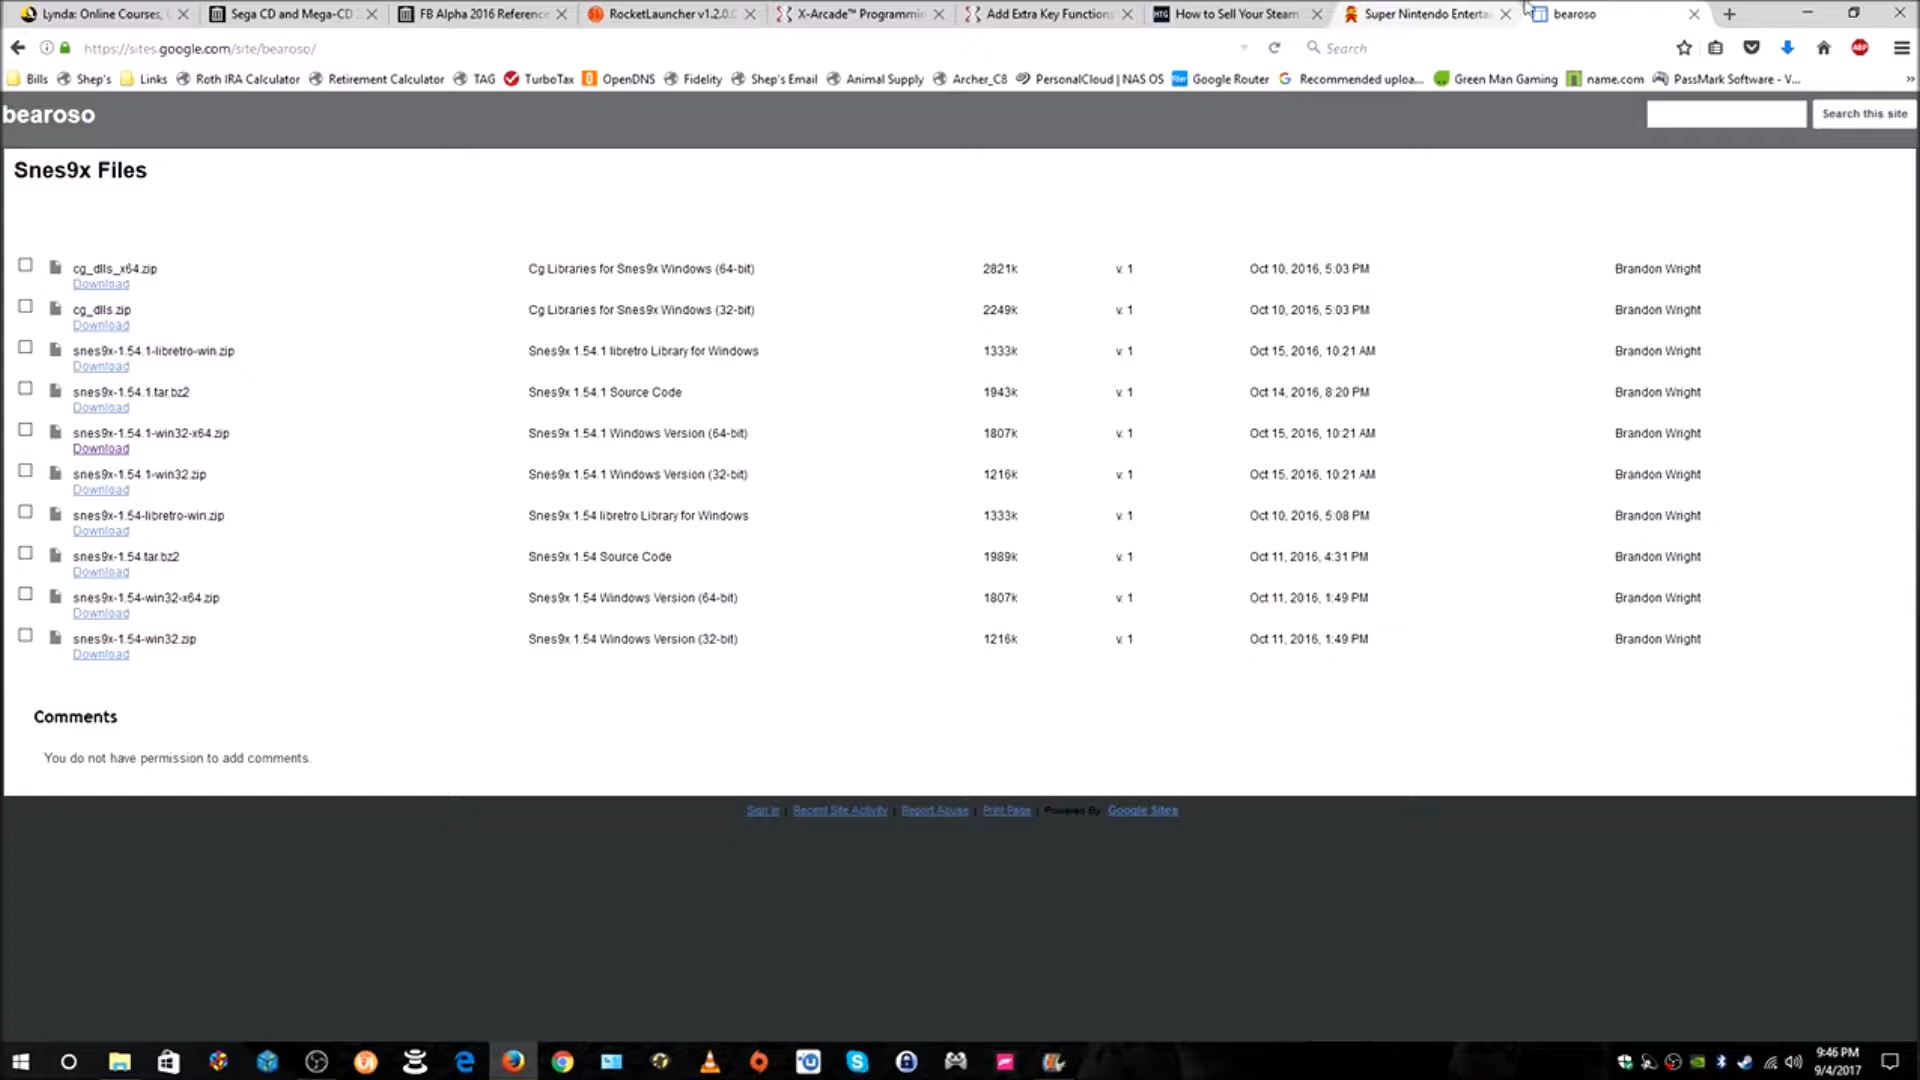 Lynda: Online Courses,
Sega CD and Mega-CD
FB Alpha 2016 Reference
RocketLauncher v1.2.0.
X-Arcade™ Programmin
Add Extra Key Functions
How to Sell Your Steam
Super Nintendo Enterta
bearoso
https://sites.google.com/site/bearoso/
Search
Bills
Shep's
Links
Roth IRA Calculator
Retirement Calculator
TAG
TurboTax
OpenDNS
Fidelity
Shep's Email
Animal Supply
Archer_C8
PersonalCloud | NAS OS
Google Router
Recommended uploa...
Green Man Gaming
name.com
PassMark Software - V...
bearoso
Search this site
Snes9x Files
cg_dlls_x64.zip Cg Libraries for Snes9x Windows (64-bit) 2821k v. 1 Oct 10, 2016, 5:03 PM Brandon Wright
Download
cg_dlls.zip Cg Libraries for Snes9x Windows (32-bit) 2249k v. 1 Oct 10, 2016, 5:03 PM Brandon Wright
Download
snes9x-1.54.1-libretro-win.zip Snes9x 1.54.1 libretro Library for Windows 1333k v. 1 Oct 15, 2016, 10:21 AM Brandon Wright
Download
snes9x-1.54.1.tar.bz2 Snes9x 1.54.1 Source Code 1943k v. 1 Oct 14, 2016, 8:20 PM Brandon Wright
Download
snes9x-1.54.1-win32-x64.zip Snes9x 1.54.1 Windows Version (64-bit) 1807k v. 1 Oct 15, 2016, 10:21 AM Brandon Wright
Download
snes9x-1.54.1-win32.zip Snes9x 1.54.1 Windows Version (32-bit) 1216k v. 1 Oct 15, 2016, 10:21 AM Brandon Wright
Download
snes9x-1.54-libretro-win.zip Snes9x 1.54 libretro Library for Windows 1333k v. 1 Oct 10, 2016, 5:08 PM Brandon Wright
Download
snes9x-1.54.tar.bz2 Snes9x 1.54 Source Code 1989k v. 1 Oct 11, 2016, 4:31 PM Brandon Wright
Download
snes9x-1.54-win32-x64.zip Snes9x 1.54 Windows Version (64-bit) 1807k v. 1 Oct 11, 2016, 1:49 PM Brandon Wright
Download
snes9x-1.54-win32.zip Snes9x 1.54 Windows Version (32-bit) 1216k v. 1 Oct 11, 2016, 1:49 PM Brandon Wright
Download
Comments
You do not have permission to add comments.
Sign in | Recent Site Activity | Report Abuse | Print Page | Powered By Google Sites
9:46 PM
9/4/2017